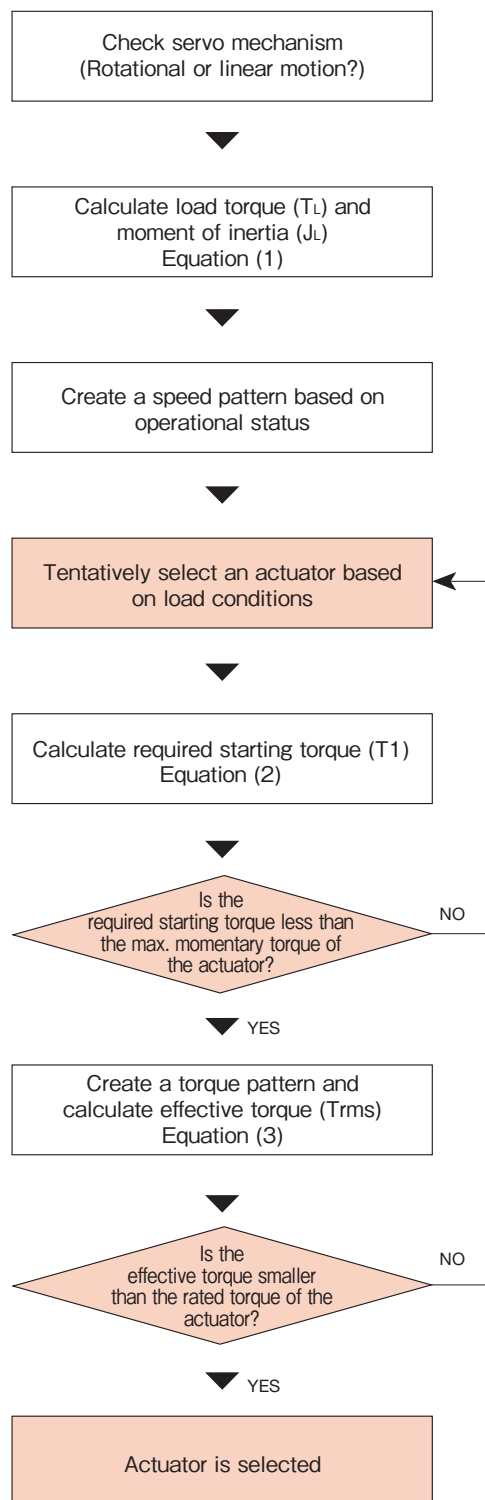 Check servo mechanism
(Rotational or linear motion?)
Calculate load torque (TL) and
moment of inertia (JL)
Equation (1)
Create a speed pattern based on
operational status
Tentatively select an actuator based
on load conditions
Calculate required starting torque (T1)
Equation (2)
Is the
required starting torque less than
the max. momentary torque of
the actuator?
NO
YES
Create a torque pattern and
calculate effective torque (Trms)
Equation (3)
Is the
effective torque smaller
than the rated torque of the
actuator?
NO
YES
Actuator is selected